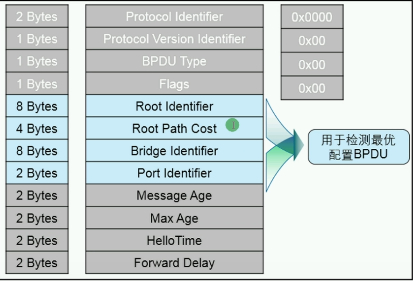 2 Bytes Protocol Identifier 0x0000
1 Bytes Protocol Version Identifier 0x00
1 Bytes BPDU Type 0x00
1 Bytes Flags 0x00
8 Bytes Root Identifier
4 Bytes Root Path Cost
8 Bytes Bridge Identifier
2 Bytes Port Identifier
2 Bytes Message Age
2 Bytes Max Age
2 Bytes HelloTime
2 Bytes Forward Delay
用于检测最优
配置BPDU